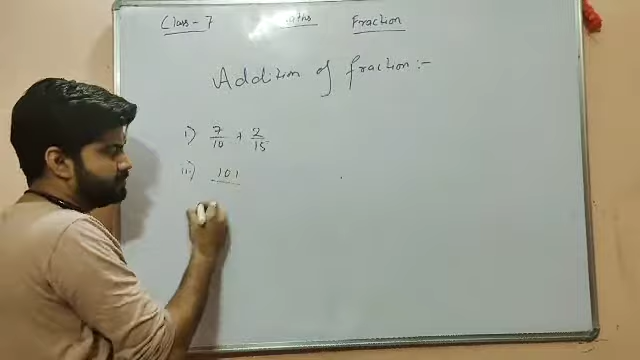 Class - 7 Maths Fraction
Addition of fraction :-
i) 7/10 + 2/15
ii) 101